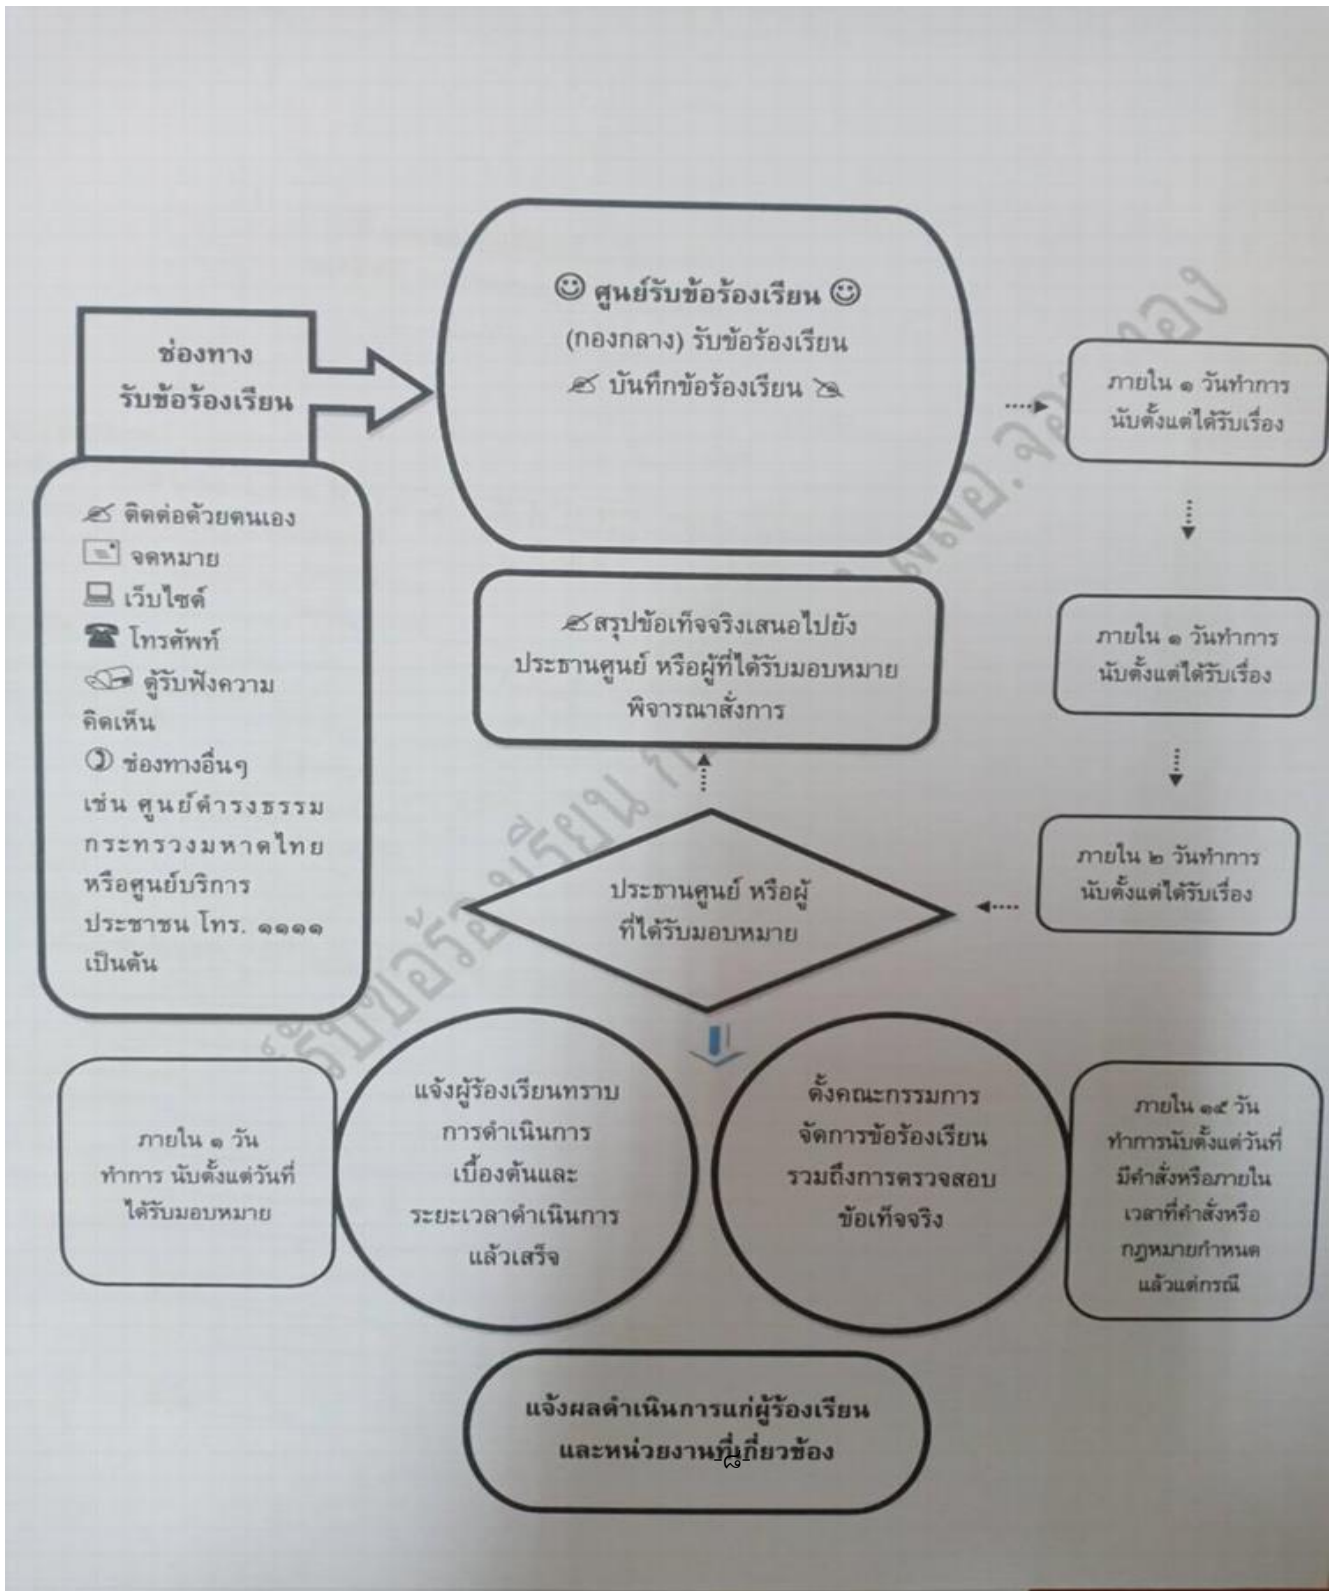 ศูนย์รับข้อร้องเรียน
(กองกลาง) รับข้อร้องเรียน
บันทึกข้อร้องเรียน
ช่องทาง
รับข้อร้องเรียน
ติดต่อด้วยตนเอง
จดหมาย
เว็บไซต์
โทรศัพท์
ตู้รับฟังความ
คิดเห็น
ช่องทางอื่นๆ
เช่น ศูนย์ดำรงธรรม
กระทรวงมหาดไทย
หรือศูนย์บริการ
ประชาชน โทร. ๑๑๑๑
เป็นต้น
ภายใน ๑ วันทำการ
นับตั้งแต่ได้รับเรื่อง
สรุปข้อเท็จจริงเสนอไปยัง
ประธานศูนย์ หรือผู้ที่ได้รับมอบหมาย
พิจารณาสั่งการ
ภายใน ๑ วันทำการ
นับตั้งแต่ได้รับเรื่อง
ประธานศูนย์ หรือผู้
ที่ได้รับมอบหมาย
ภายใน ๒ วันทำการ
นับตั้งแต่ได้รับเรื่อง
ภายใน ๑ วัน
ทำการ นับตั้งแต่วันที่
ได้รับมอบหมาย
แจ้งผู้ร้องเรียนทราบ
การดำเนินการ
เบื้องต้นและ
ระยะเวลาดำเนินการ
แล้วเสร็จ
ตั้งคณะกรรมการ
จัดการข้อร้องเรียน
รวมถึงการตรวจสอบ
ข้อเท็จจริง
ภายใน ๑๕ วัน
ทำการนับตั้งแต่วันที่
มีคำสั่งหรือภายใน
เวลาที่คำสั่งหรือ
กฎหมายกำหนด
แล้วแต่กรณี
แจ้งผลดำเนินการแก่ผู้ร้องเรียน
และหน่วยงานที่เกี่ยวข้อง
-๘-